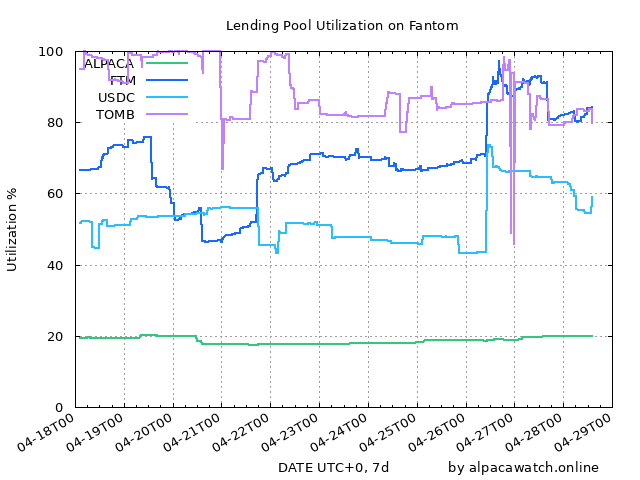 Lending Pool Utilization on Fantom
Utilization %
100
80
60
40
20
0
ALPACA
FTM
USDC
TOMB
04-18T00
04-19T00
04-20T00
04-21T00
04-22T00
04-23T00
04-24T00
04-25T00
04-26T00
04-27T00
04-28T00
04-29T00
DATE UTC+0, 7d
by alpacawatch.online